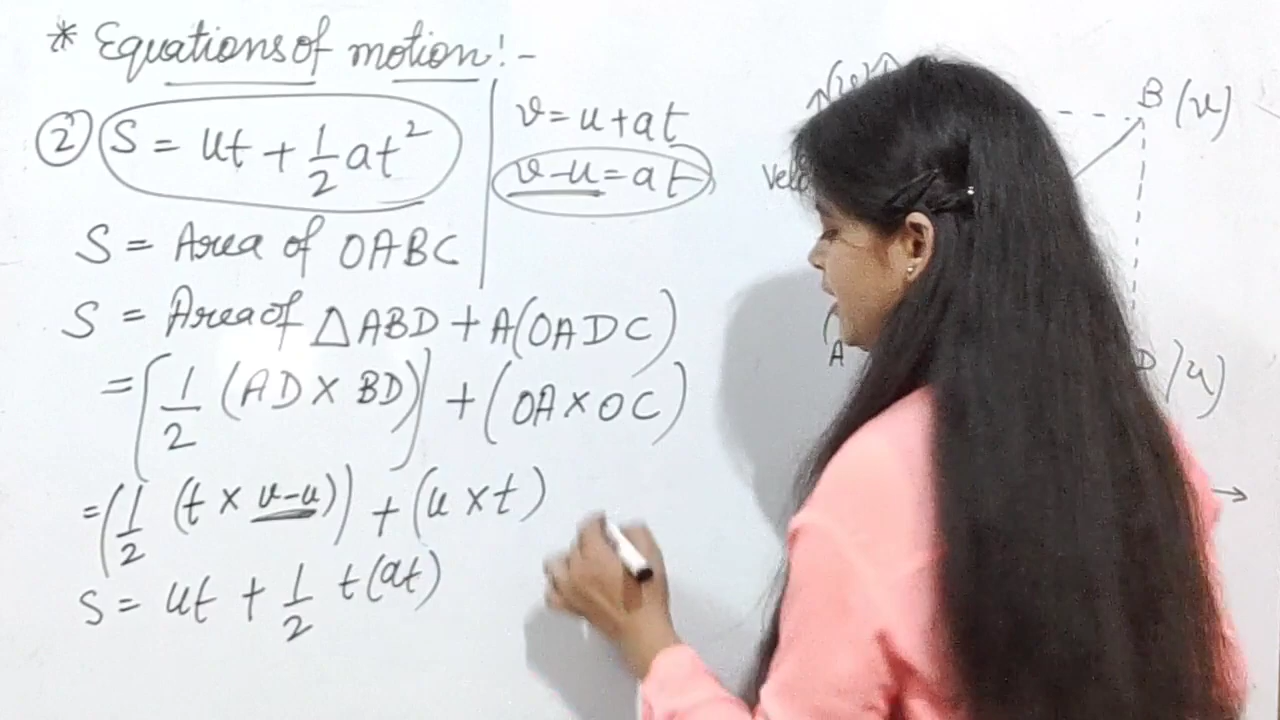 * Equations of motion :-
② S = ut + 1/2 at²
v = u + at
v - u = at
S = Area of OABC
S = Area of △ABD + A(OADC)
= [1/2 (AD × BD)] + (OA × OC)
= (1/2 (t × v-u)) + (u × t)
S = ut + 1/2 t(at)
B (v)
A
D (u)